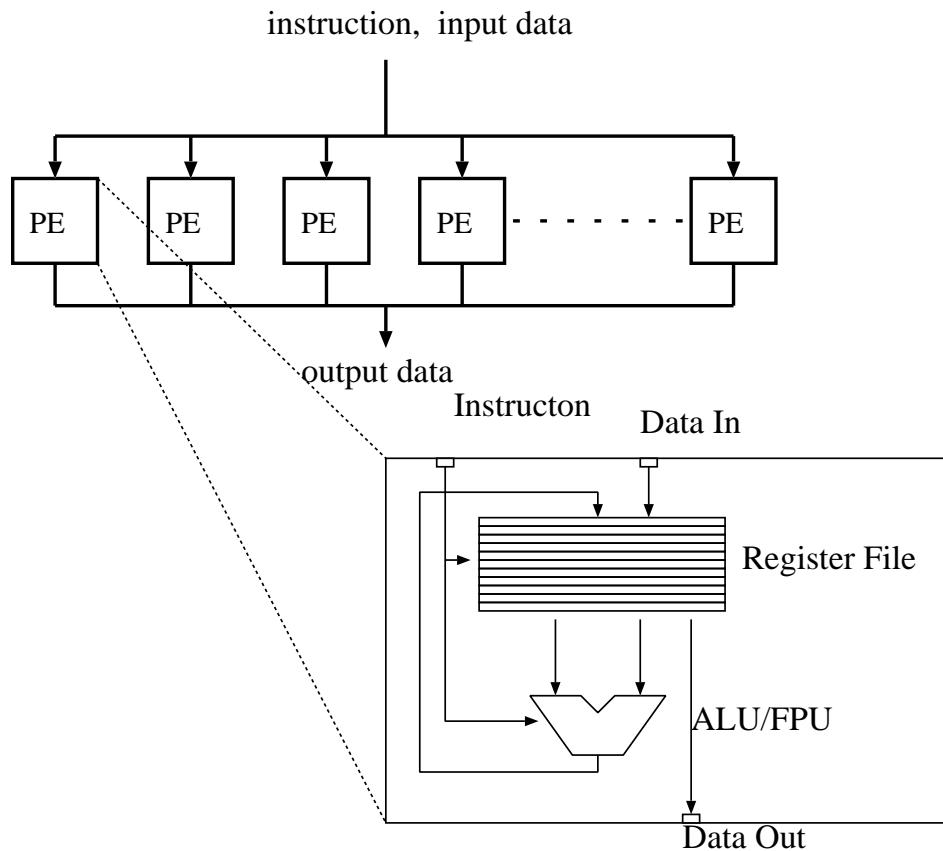 instruction, input data
PE PE PE PE PE
output data
Instructon
Data In
Register File
ALU/FPU
Data Out